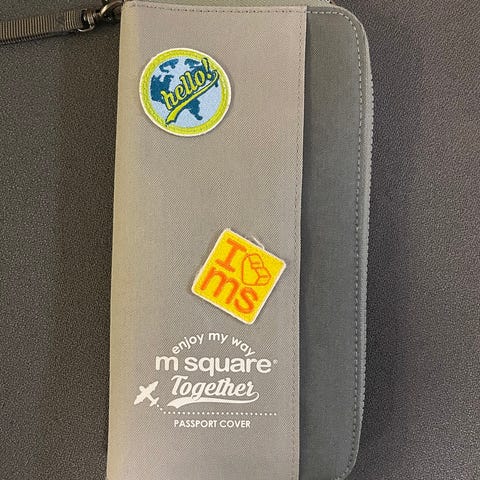 hello!
I
ms
enjoy my way
m square®
Together
PASSPORT COVER